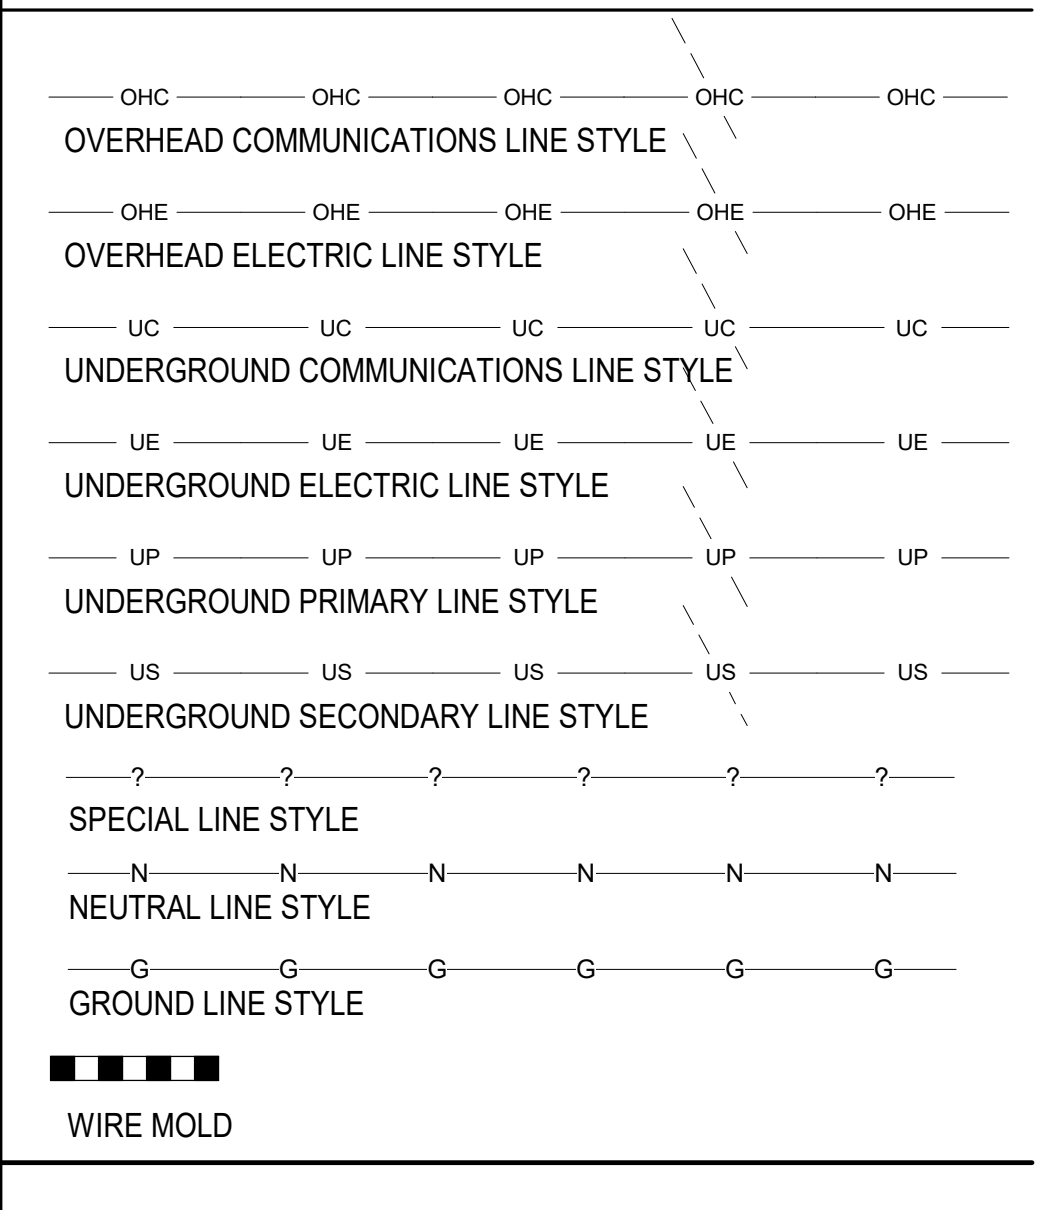 OHC OHC OHC OHC OHC
OVERHEAD COMMUNICATIONS LINE STYLE
OHE OHE OHE OHE OHE
OVERHEAD ELECTRIC LINE STYLE
UC UC UC UC UC
UNDERGROUND COMMUNICATIONS LINE STYLE
UE UE UE UE UE
UNDERGROUND ELECTRIC LINE STYLE
UP UP UP UP UP
UNDERGROUND PRIMARY LINE STYLE
US US US US US
UNDERGROUND SECONDARY LINE STYLE
? ? ? ? ? ?
SPECIAL LINE STYLE
N N N N N N
NEUTRAL LINE STYLE
G G G G G G
GROUND LINE STYLE
WIRE MOLD